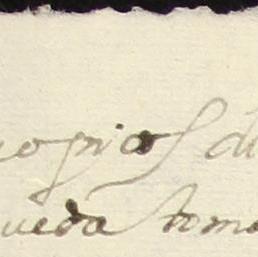 copias de
queda tomo